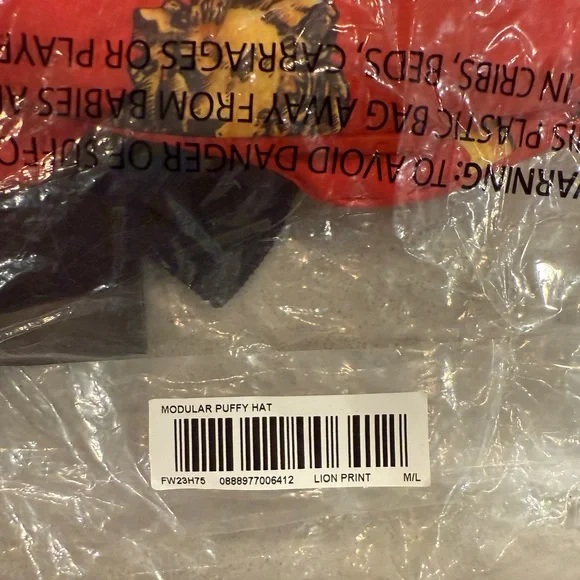 WARNING: TO AVOID DANGER OF SUFFO
IS PLASTIC BAG AWAY FROM BABIES A
IN CRIBS, BEDS, CARRIAGES OR PLAYP
MODULAR PUFFY HAT
FW23H75 0888977006412 LION PRINT M/L